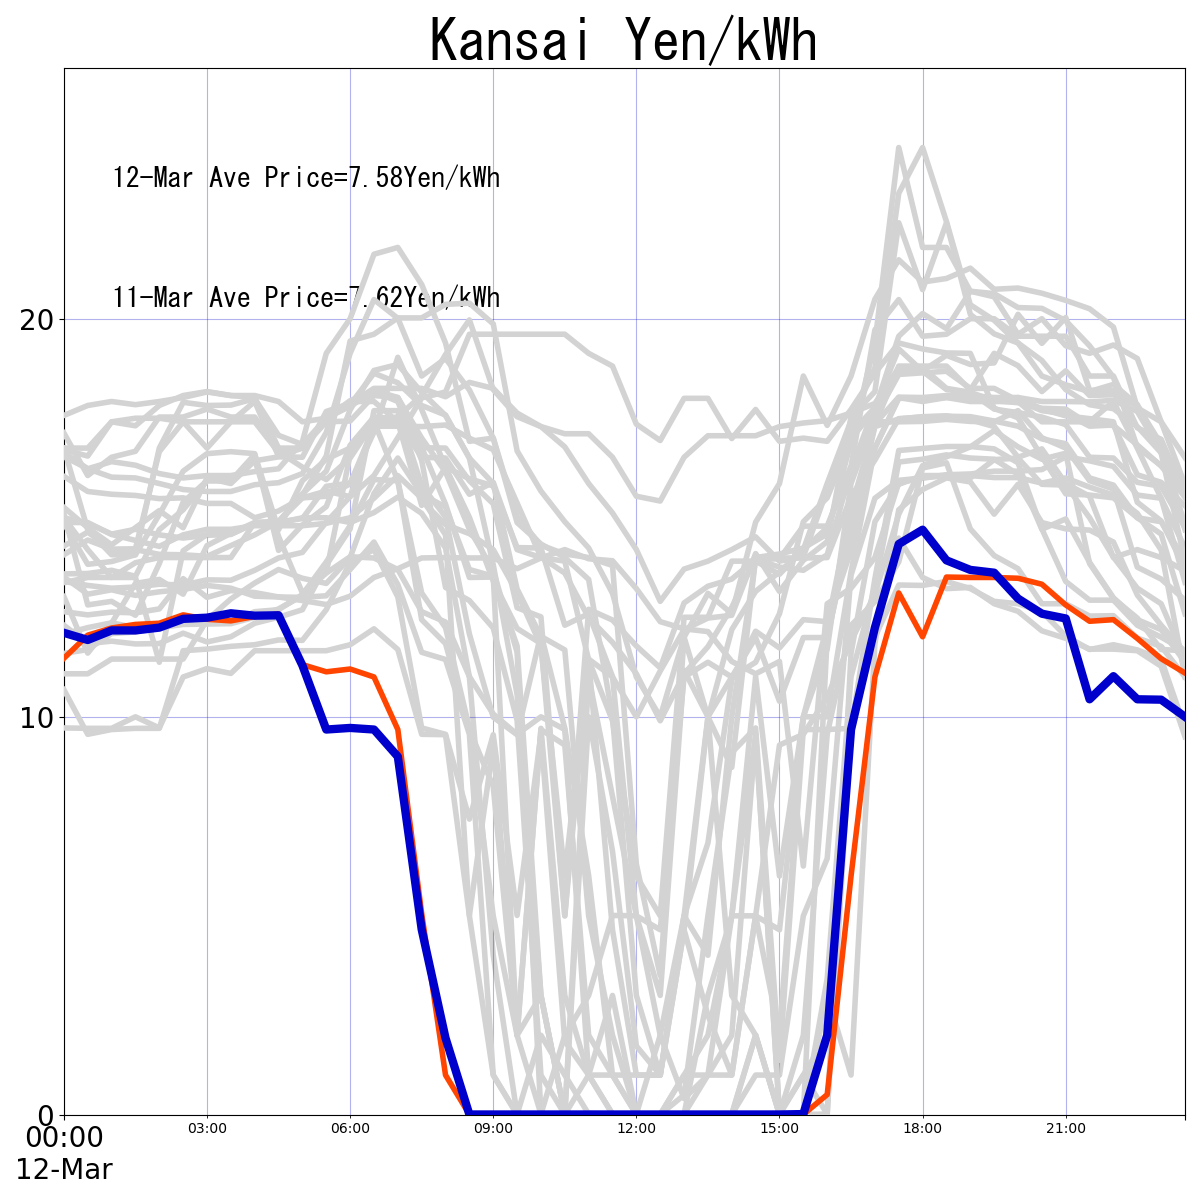 Kansai Yen/kWh
12-Mar Ave Price=7.58Yen/kWh
11-Mar Ave Price=7.62Yen/kWh
20
10
0
00:00 03:00 06:00 09:00 12:00 15:00 18:00 21:00
12-Mar